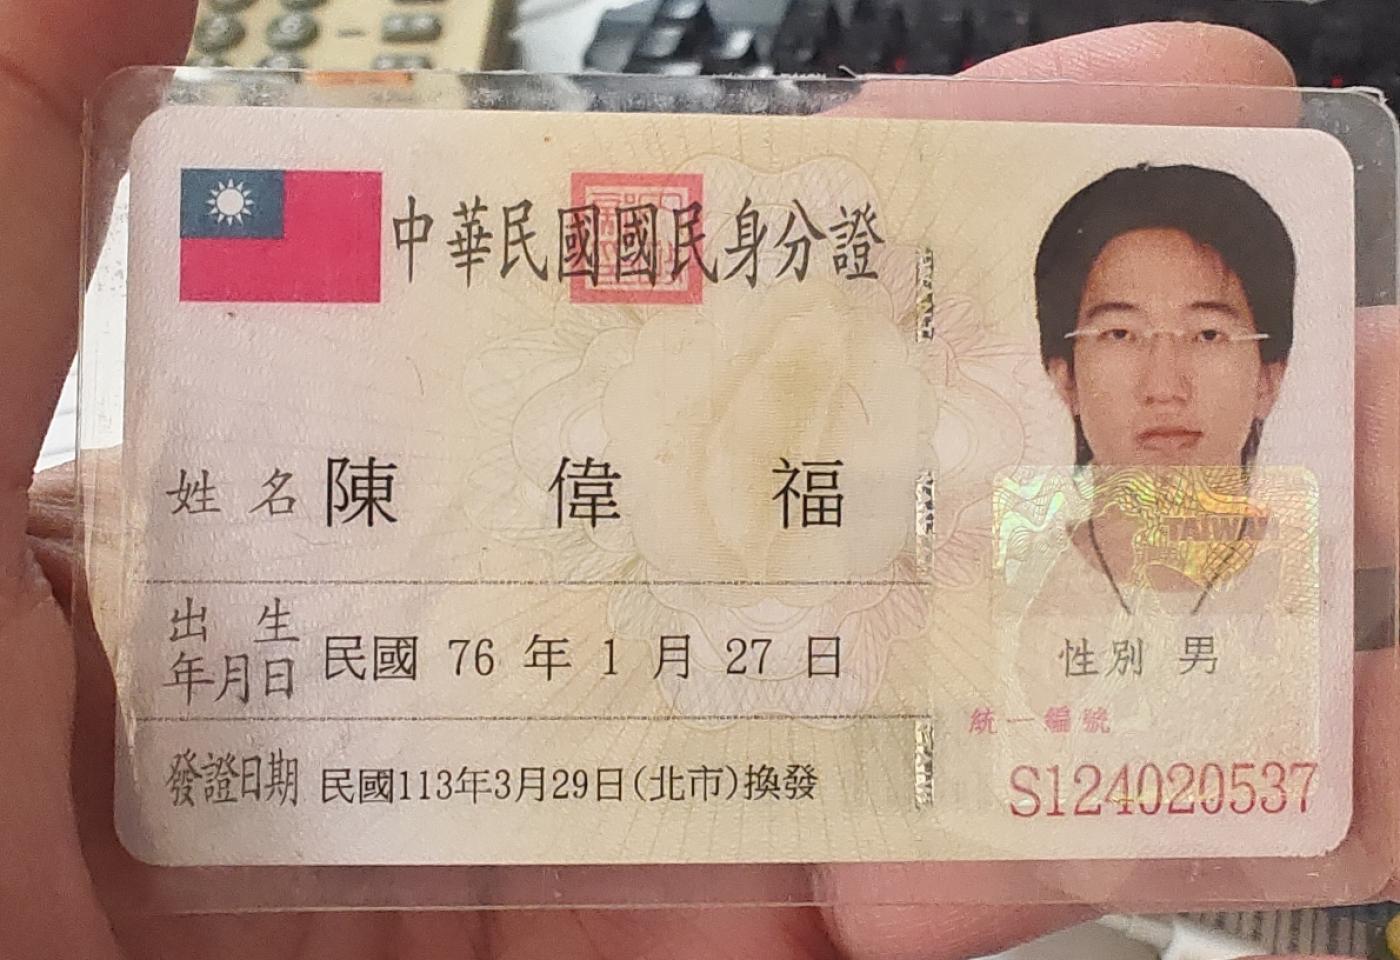 中華民國國民身分證
姓名 陳偉福
出生年月日 民國 76 年 1 月 27 日
發證日期 民國113年3月29日(北市)換發
TAIWAN
性別 男
統一編號
S124020537